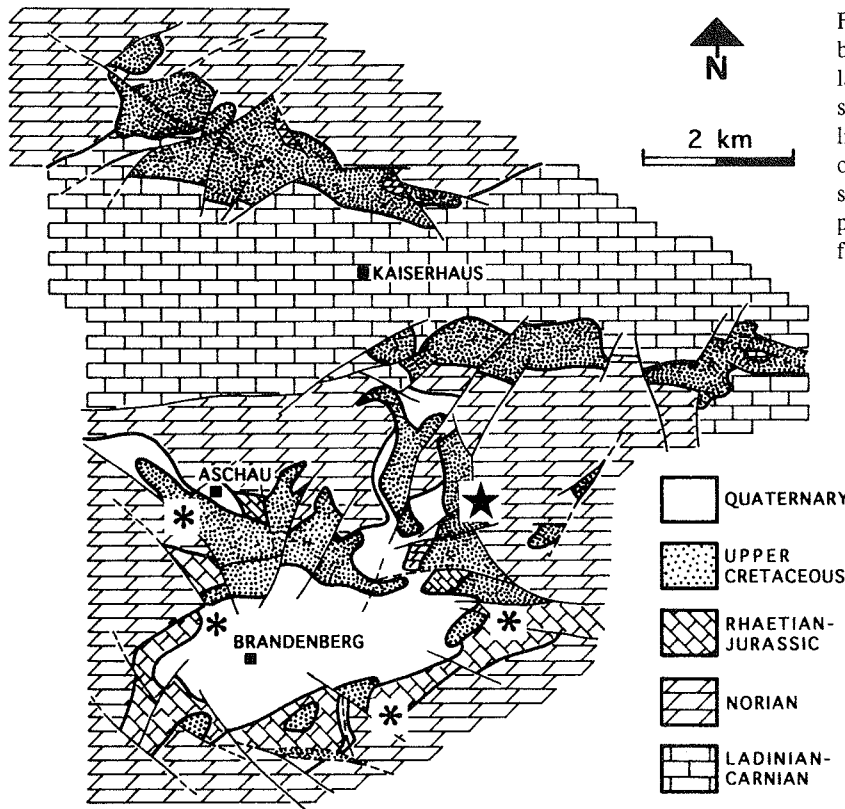 N
2 km
KAISERHAUS
ASCHAU
BRANDENBERG
QUATERNARY
UPPER
CRETACEOUS
RHAETIAN-
JURASSIC
NORIAN
LADINIAN-
CARNIAN